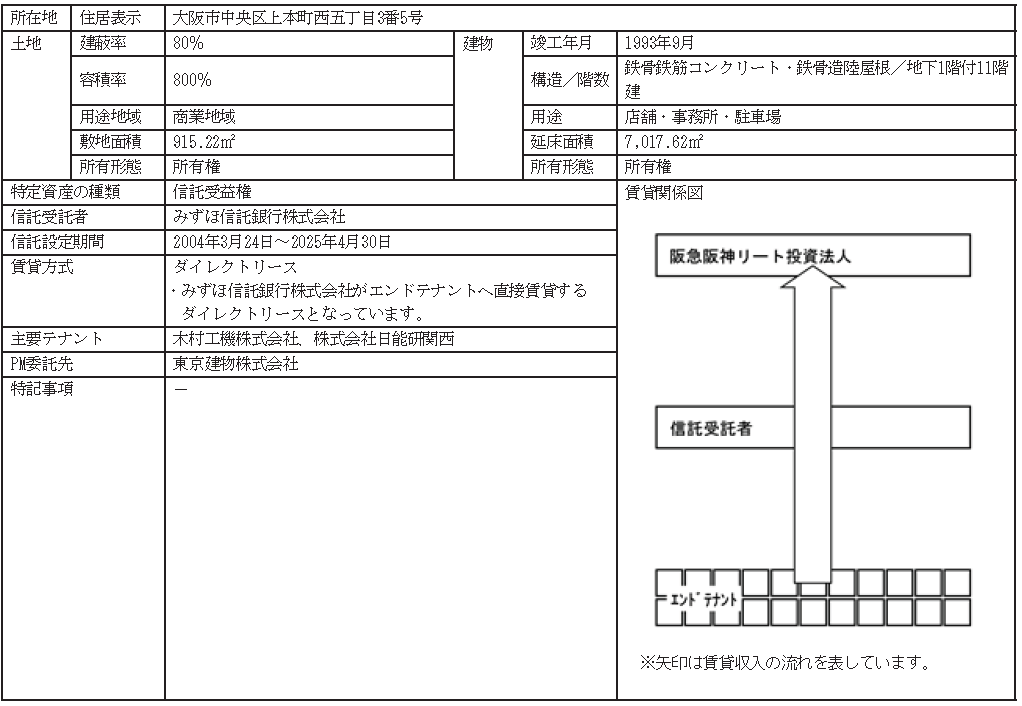 所在地 住居表示 大阪市中央区上本町西五丁目3番5号
土地 建蔽率 80% 建物 竣工年月 1993年9月
容積率 800% 構造／階数 鉄骨鉄筋コンクリート・鉄骨造陸屋根／地下1階付11階
建
用途地域 商業地域 用途 店舗・事務所・駐車場
敷地面積 915.22㎡ 延床面積 7,017.62㎡
所有形態 所有権 所有形態 所有権
特定資産の種類 信託受益権 賃貸関係図
信託受託者 みずほ信託銀行株式会社
信託設定期間 2004年3月24日～2025年4月30日
賃貸方式 ダイレクトリース
・みずほ信託銀行株式会社がエンドテナントへ直接賃貸する
ダイレクトリースとなっています。
主要テナント 木村工機株式会社、株式会社日能研関西
PM委託先 東京建物株式会社
特記事項 －
阪急阪神リート投資法人
信託受託者
ｴﾝﾄﾞﾃﾅﾝﾄ
※矢印は賃貸収入の流れを表しています。